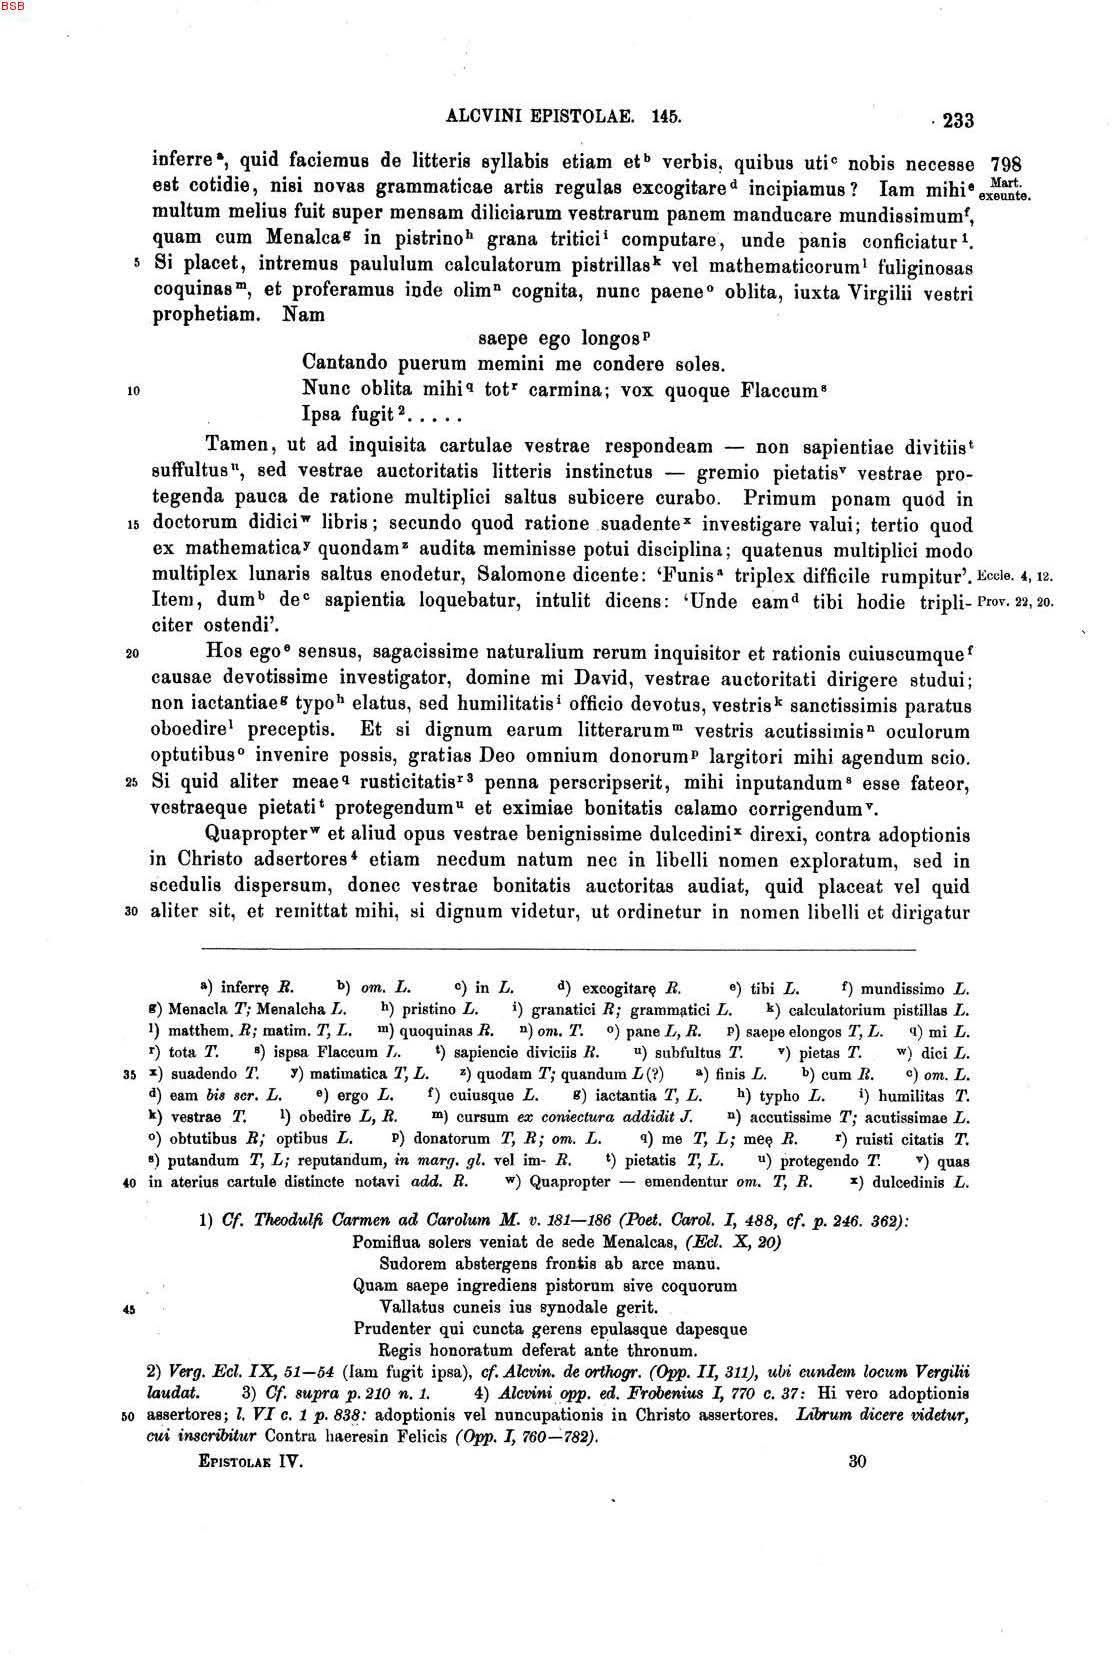 BSB
ALCVINI EPISTOLAE. 145.
233
inferre ᵃ, quid faciemus de litteris syllabis etiam et ᵇ verbis, quibus uti ᶜ nobis necesse 798
est cotidie, nisi novas grammaticae artis regulas excogitare ᵈ incipiamus? Iam mihi ᵉ Mart. exeunte.
multum melius fuit super mensam diliciarum vestrarum panem manducare mundissimum ᶠ,
quam cum Menalca ᵍ in pistrino ʰ grana tritici ⁱ computare, unde panis conficiatur ¹.
5 Si placet, intremus paululum calculatorum pistrillas ᵏ vel mathematicorum ˡ fuliginosas
coquinas ᵐ, et proferamus inde olim ⁿ cognita, nunc paene ᵒ oblita, iuxta Virgilii vestri
prophetiam. Nam
saepe ego longos ᵖ
Cantando puerum memini me condere soles.
10 Nunc oblita mihi ᑫ tot ʳ carmina; vox quoque Flaccum ˢ
Ipsa fugit ². . . . .
Tamen, ut ad inquisita cartulae vestrae respondeam — non sapientiae divitiis ᵗ
suffultus ᵘ, sed vestrae auctoritatis litteris instinctus — gremio pietatis ᵛ vestrae pro-
tegenda pauca de ratione multiplici saltus subicere curabo. Primum ponam quod in
15 doctorum didici ʷ libris; secundo quod ratione suadente ˣ investigare valui; tertio quod
ex mathematica ʸ quondam ᶻ audita meminisse potui disciplina; quatenus multiplici modo
multiplex lunaris saltus enodetur, Salomone dicente: ‘Funis ᵃ triplex difficile rumpitur’. Eccle. 4, 12.
Item, dum ᵇ de ᶜ sapientia loquebatur, intulit dicens: ‘Unde eam ᵈ tibi hodie tripli- Prov. 22, 20.
citer ostendi’.
20 Hos ego ᵉ sensus, sagacissime naturalium rerum inquisitor et rationis cuiuscumque ᶠ
causae devotissime investigator, domine mi David, vestrae auctoritati dirigere studui;
non iactantiae ᵍ typo ʰ elatus, sed humilitatis ⁱ officio devotus, vestris ᵏ sanctissimis paratus
oboedire ˡ preceptis. Et si dignum earum litterarum ᵐ vestris acutissimis ⁿ oculorum
optutibus ᵒ invenire possis, gratias Deo omnium donorum ᵖ largitori mihi agendum scio.
25 Si quid aliter meae ᑫ rusticitatis ʳ ³ penna perscripserit, mihi inputandum ˢ esse fateor,
vestraeque pietati ᵗ protegendum ᵘ et eximiae bonitatis calamo corrigendum ᵛ.
Quapropter ʷ et aliud opus vestrae benignissime dulcedini ˣ direxi, contra adoptionis
in Christo adsertores ⁴ etiam necdum natum nec in libelli nomen exploratum, sed in
scedulis dispersum, donec vestrae bonitatis auctoritas audiat, quid placeat vel quid
30 aliter sit, et remittat mihi, si dignum videtur, ut ordinetur in nomen libelli et dirigatur
a) inferrę R. b) om. L. c) in L. d) excogitarę R. e) tibi L. f) mundissimo L.
g) Menacla T; Menalcha L. h) pristino L. i) granatici R; grammatici L. k) calculatorium pistillas L.
l) matthem. R; matim. T, L. m) quoquinas R. n) om. T. o) pane L, R. p) saepe elongos T, L. q) mi L.
r) tota T. s) ispsa Flaccum L. t) sapiencie diviciis R. u) subfultus T. v) pietas T. w) dici L.
35 x) suadendo T. y) matimatica T, L. z) quodam T; quandum L (?) a) finis L. b) cum R. c) om. L.
d) eam bis scr. L. e) ergo L. f) cuiusque L. g) iactantia T, L. h) typho L. i) humilitas T.
k) vestrae T. l) obedire L, R. m) cursum ex coniectura addidit J. n) accutissime T; acutissimae L.
o) obtutibus R; optibus L. p) donatorum T, R; om. L. q) me T, L; meę R. r) ruisti citatis T.
s) putandum T, L; reputandum, in marg. gl. vel im- R. t) pietatis T, L. u) protegendo T. v) quas
40 in aterius cartule distincte notavi add. R. w) Quapropter — emendentur om. T, R. x) dulcedinis L.
1) Cf. Theodulfi Carmen ad Carolum M. v. 181—186 (Poet. Carol. I, 488, cf. p. 246. 362):
Pomiflua solers veniat de sede Menalcas, (Ecl. X, 20)
Sudorem abstergens frontis ab arce manu.
Quam saepe ingrediens pistorum sive coquorum
45 Vallatus cuneis ius synodale gerit.
Prudenter qui cuncta gerens epulasque dapesque
Regis honoratum deferat ante thronum.
2) Verg. Ecl. IX, 51—54 (Iam fugit ipsa), cf. Alcvin. de orthogr. (Opp. II, 311), ubi eundem locum Vergilii
laudat. 3) Cf. supra p. 210 n. 1. 4) Alcvini opp. ed. Frobenius I, 770 c. 37: Hi vero adoptionis
50 assertores; l. VI c. 1 p. 838: adoptionis vel nuncupationis in Christo assertores. Librum dicere videtur,
cui inscribitur Contra haeresin Felicis (Opp. I, 760—782).
EPISTOLAE IV. 30